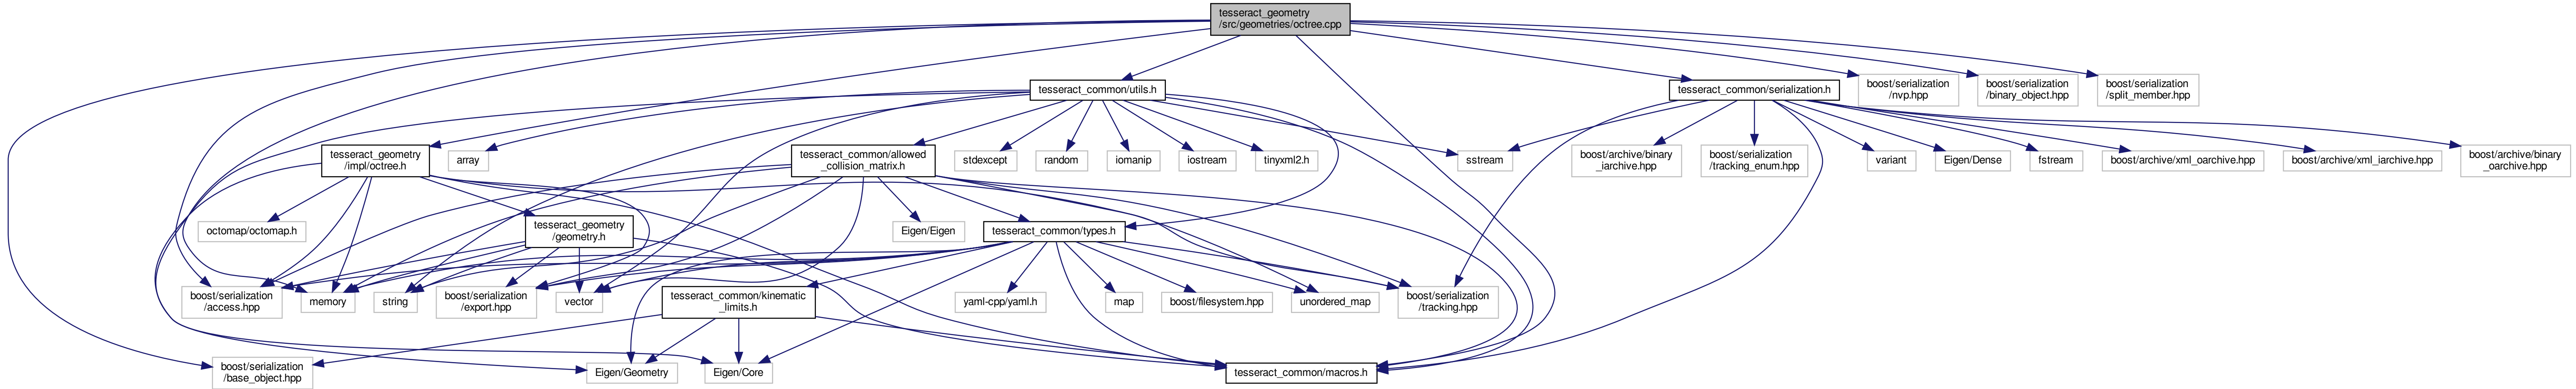 tesseract_geometry
/src/geometries/octree.cpp
tesseract_common/utils.h
tesseract_common/serialization.h
boost/serialization
/nvp.hpp
boost/serialization
/binary_object.hpp
boost/serialization
/split_member.hpp
tesseract_geometry
/impl/octree.h
array
tesseract_common/allowed
_collision_matrix.h
stdexcept
random
iomanip
iostream
tinyxml2.h
sstream
boost/archive/binary
_iarchive.hpp
boost/serialization
/tracking_enum.hpp
variant
Eigen/Dense
fstream
boost/archive/xml_oarchive.hpp
boost/archive/xml_iarchive.hpp
boost/archive/binary
_oarchive.hpp
octomap/octomap.h
tesseract_geometry
/geometry.h
Eigen/Eigen
tesseract_common/types.h
boost/serialization
/access.hpp
memory
string
boost/serialization
/export.hpp
vector
tesseract_common/kinematic
_limits.h
yaml-cpp/yaml.h
map
boost/filesystem.hpp
unordered_map
boost/serialization
/tracking.hpp
boost/serialization
/base_object.hpp
Eigen/Geometry
Eigen/Core
tesseract_common/macros.h